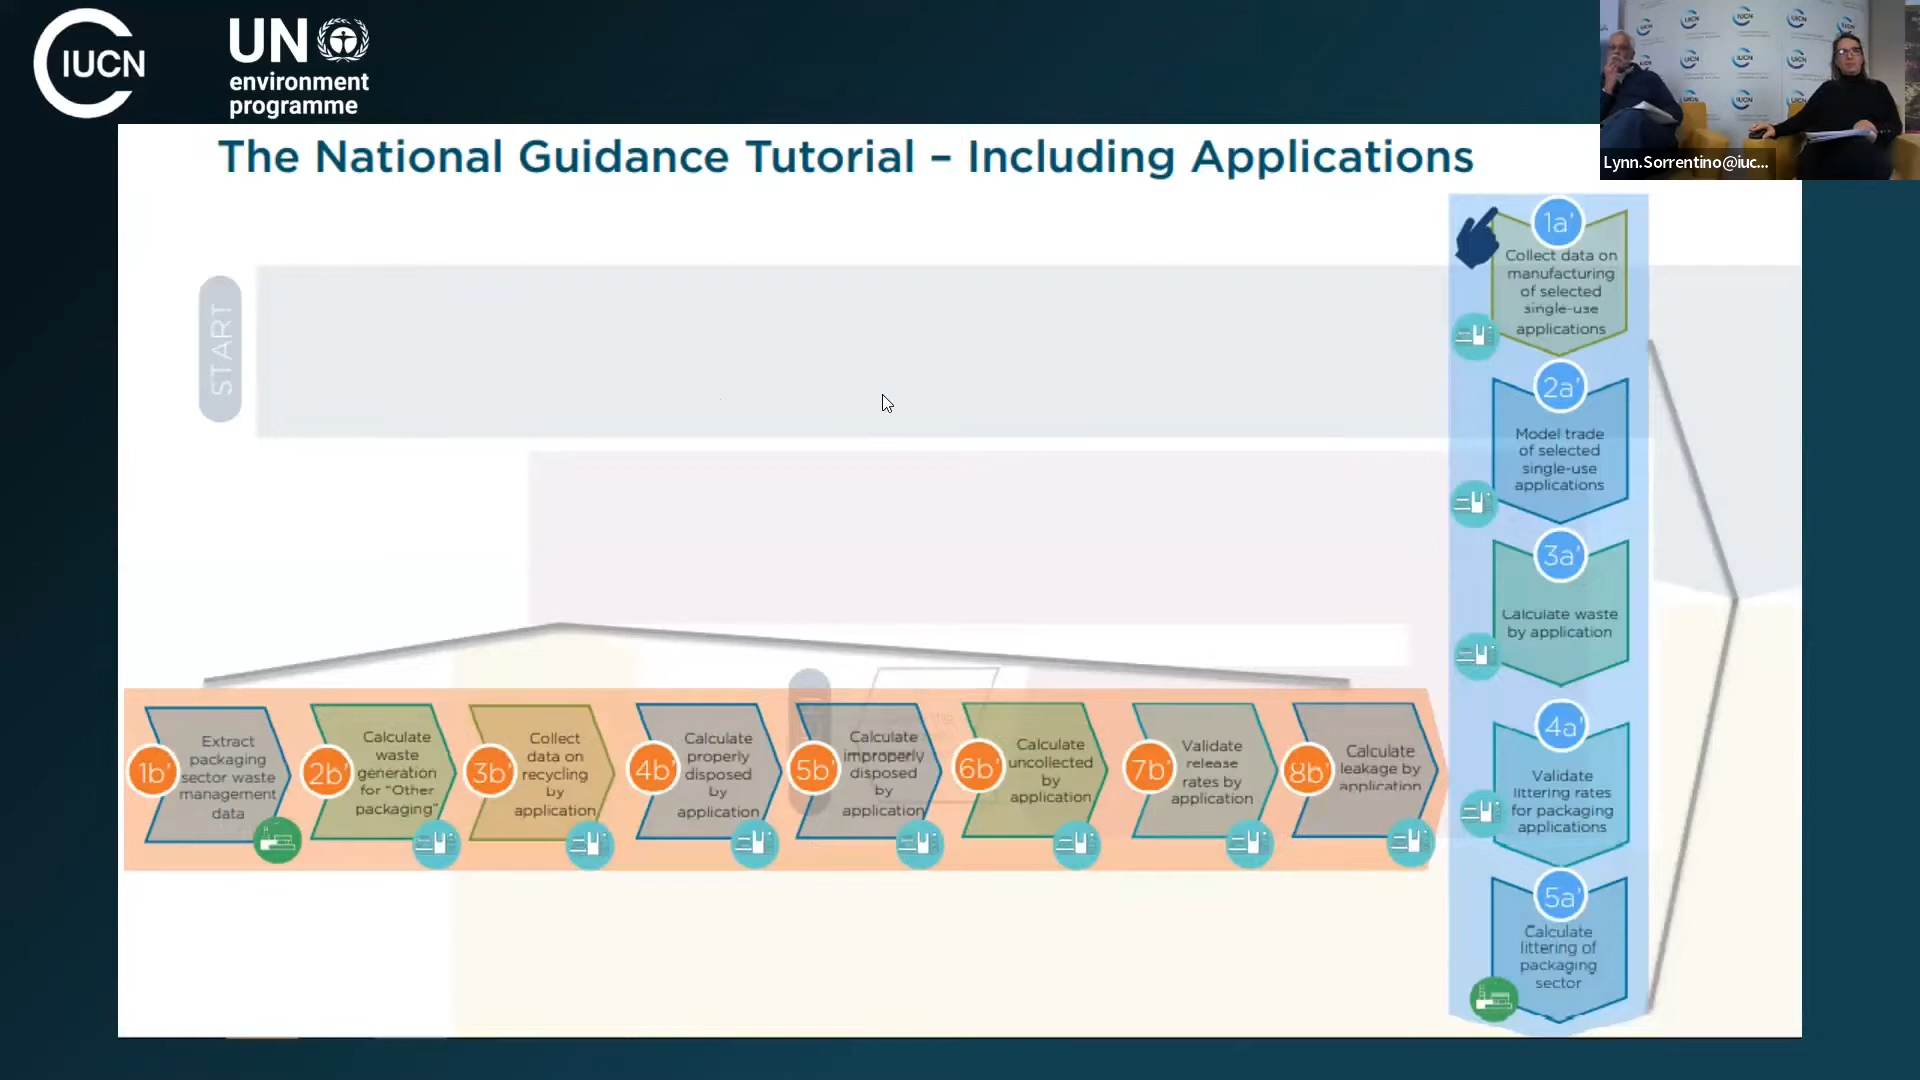 IUCN
UN
environment
programme
Lynn.Sorrentino@iuc...
The National Guidance Tutorial – Including Applications
START
1a'
Collect data on
manufacturing
of selected
single-use
applications
2a'
Model trade
of selected
single-use
applications
3a'
Calculate waste
by application
4a'
Validate
littering rates
for packaging
applications
5a'
Calculate
littering of
packaging
sector
1b'
Extract
packaging
sector waste
management
data
2b'
Calculate
waste
generation
for "Other
packaging"
3b'
Collect
data on
recycling
by
application
4b'
Calculate
properly
disposed
by
application
5b'
Calculate
improperly
disposed
by
application
6b'
Calculate
uncollected
by
application
7b'
Validate
release
rates by
application
8b'
Calculate
leakage by
application